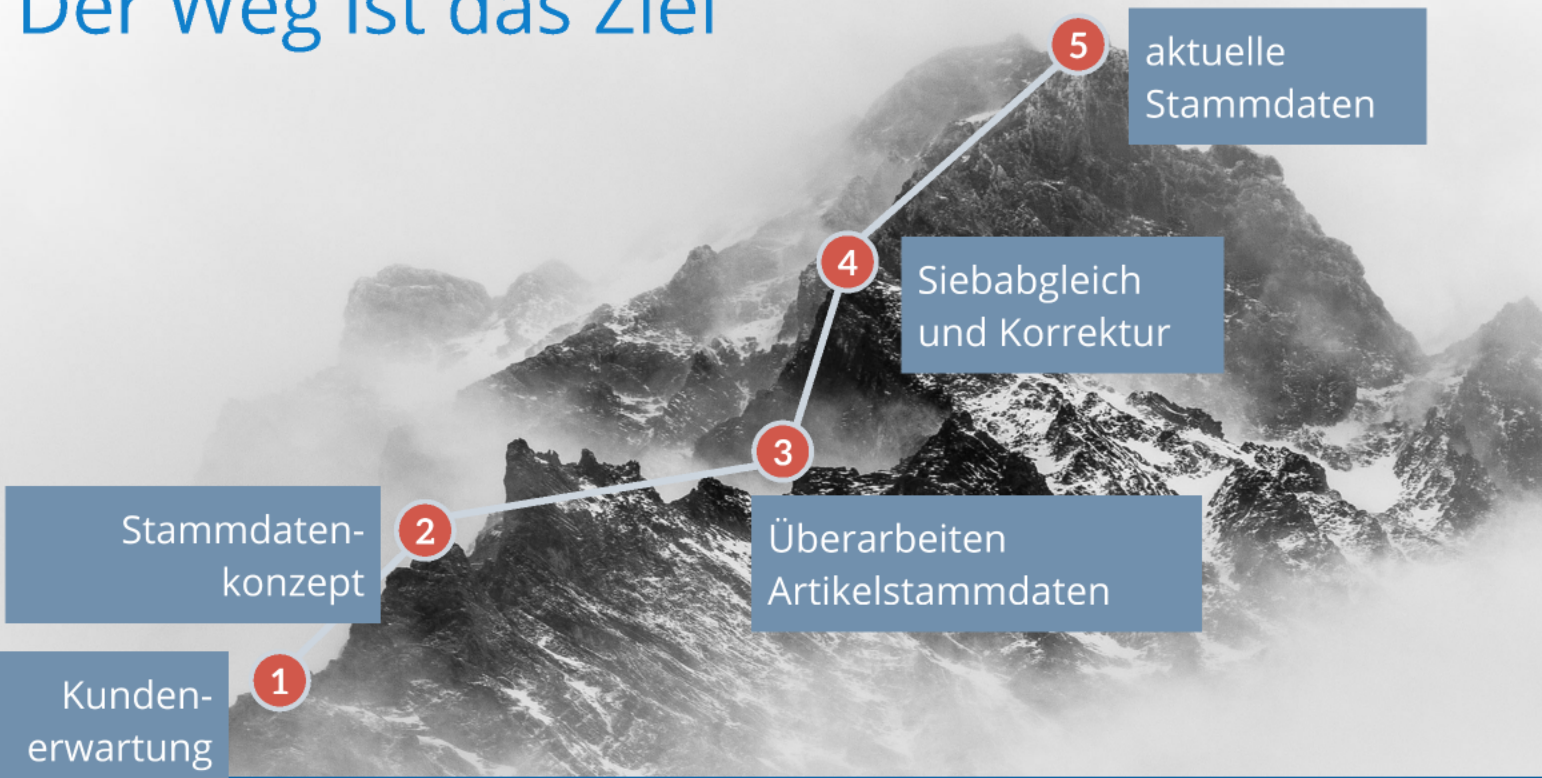 Der Weg ist das Ziel
5
aktuelle
Stammdaten
4
Siebabgleich
und Korrektur
3
Überarbeiten
Artikelstammdaten
2
Stammdaten-
konzept
1
Kunden-
erwartung